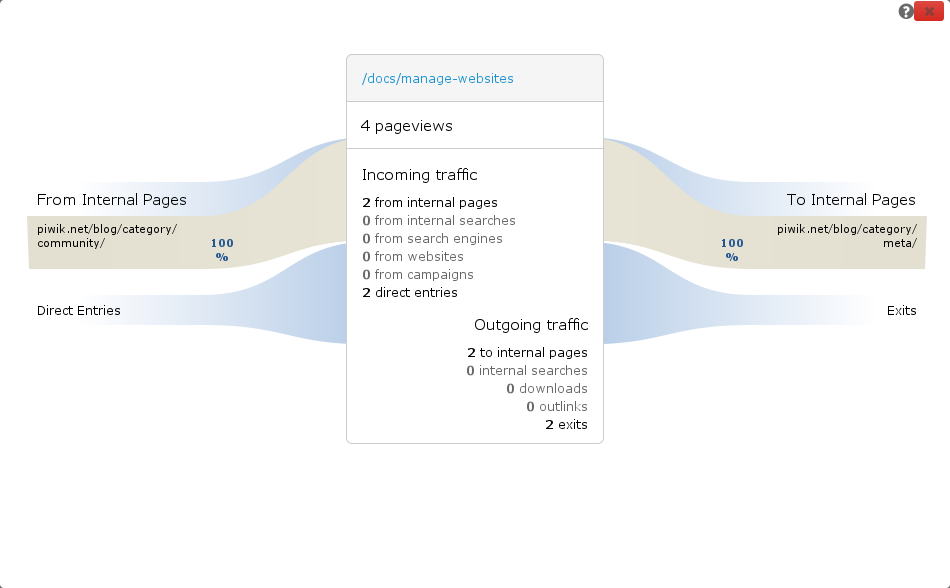 /docs/manage-websites
4 pageviews
Incoming traffic
2 from internal pages
0 from internal searches
0 from search engines
0 from websites
0 from campaigns
2 direct entries
Outgoing traffic
2 to internal pages
0 internal searches
0 downloads
0 outlinks
2 exits
From Internal Pages
piwik.net/blog/category/
community/
100
%
Direct Entries
To Internal Pages
piwik.net/blog/category/
meta/
100
%
Exits